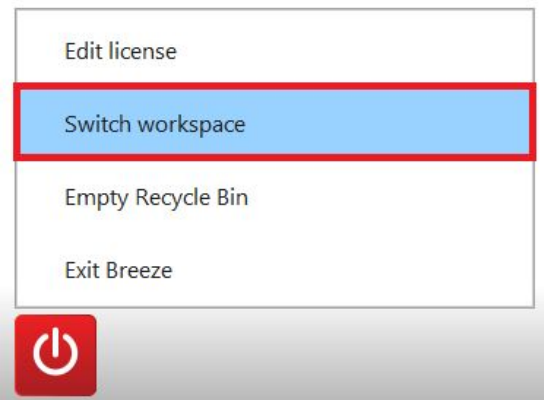 Edit license
Switch workspace
Empty Recycle Bin
Exit Breeze